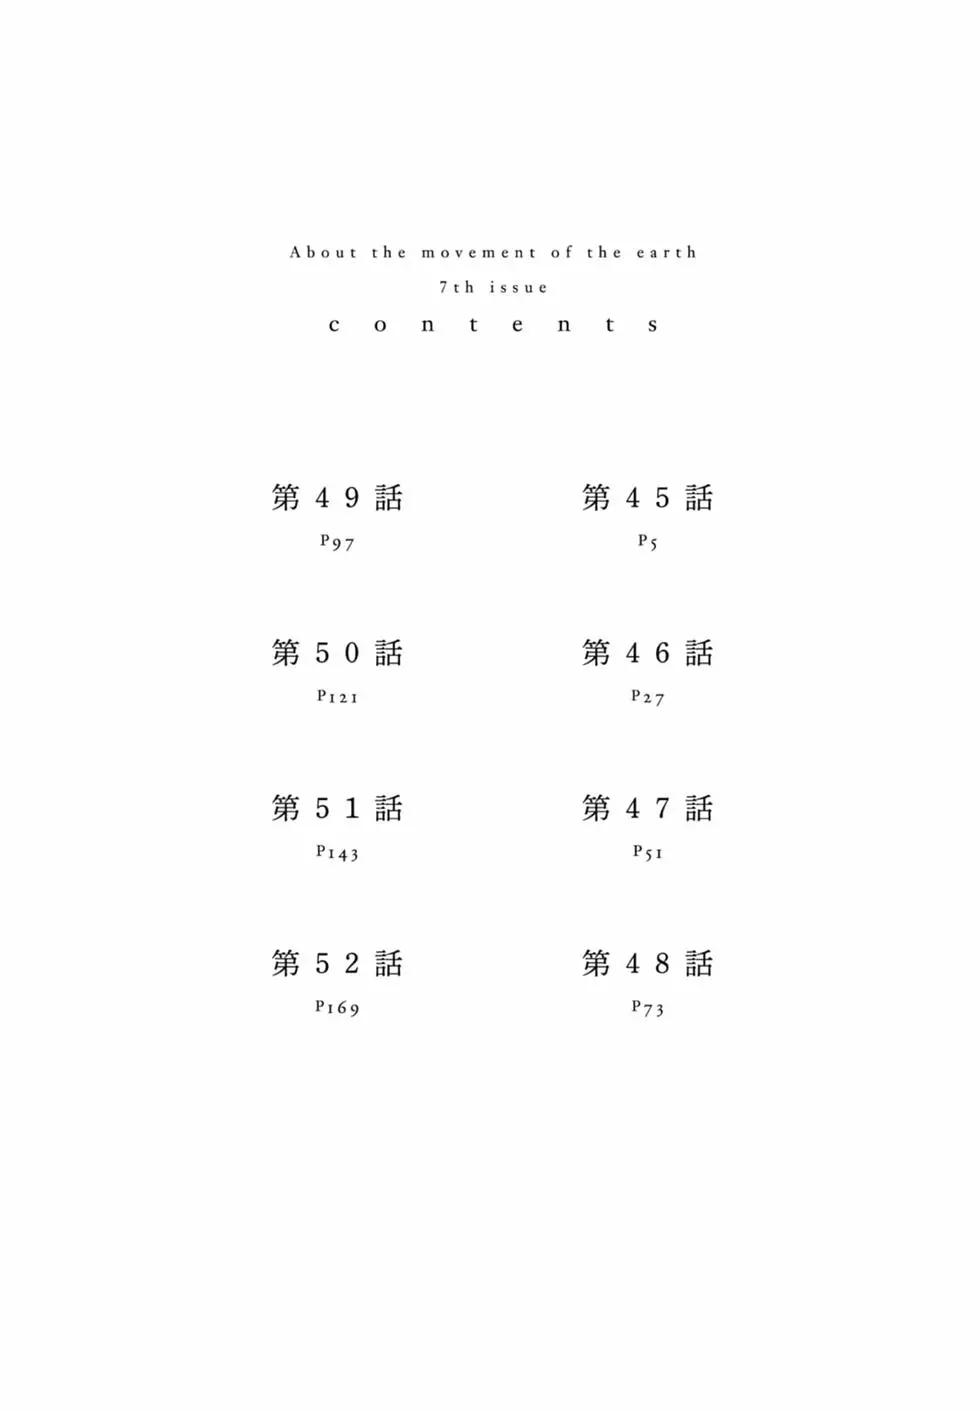 About the movement of the earth
7th issue
contents
第45話
P5
第46話
P27
第47話
P51
第48話
P73
第49話
P97
第50話
P121
第51話
P143
第52話
P169